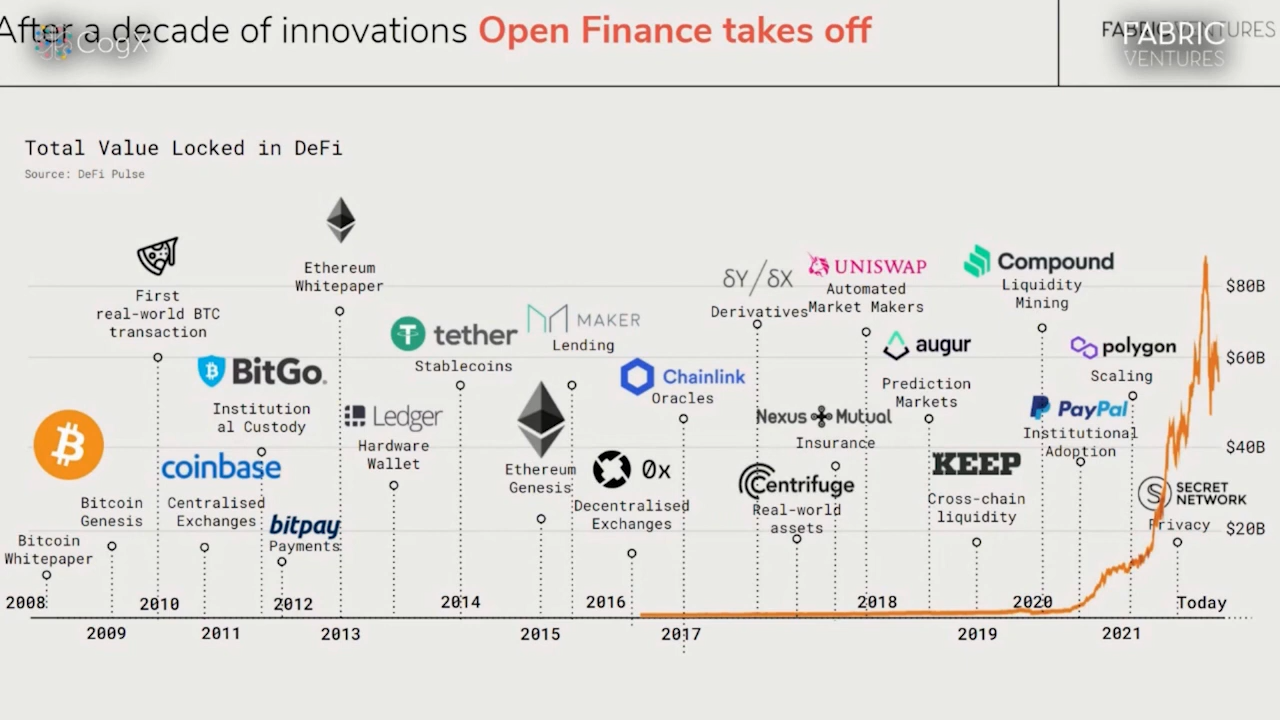 After a decade of innovations Open Finance takes off
CogX
FABRIC VENTURES
FABRIC
VENTURES
Total Value Locked in DeFi
Source: DeFi Pulse
First
real-world BTC
transaction
Ethereum
Whitepaper
BitGo.
Institution
al Custody
coinbase
Centralised
Exchanges
bitpay
Payments
Bitcoin
Genesis
Bitcoin
Whitepaper
Ledger
Hardware
Wallet
tether
Stablecoins
MAKER
Lending
Ethereum
Genesis
Chainlink
Oracles
0x
Decentralised
Exchanges
δY/δX
Derivatives
UNISWAP
Automated
Market Makers
augur
Prediction
Markets
Nexus Mutual
Insurance
Centrifuge
Real-world
assets
Compound
Liquidity
Mining
polygon
Scaling
PayPal
Institutional
Adoption
KEEP
Cross-chain
liquidity
SECRET
NETWORK
Privacy
$80B
$60B
$40B
$20B
2008 2010 2012 2014 2016 2018 2020 Today
2009 2011 2013 2015 2017 2019 2021